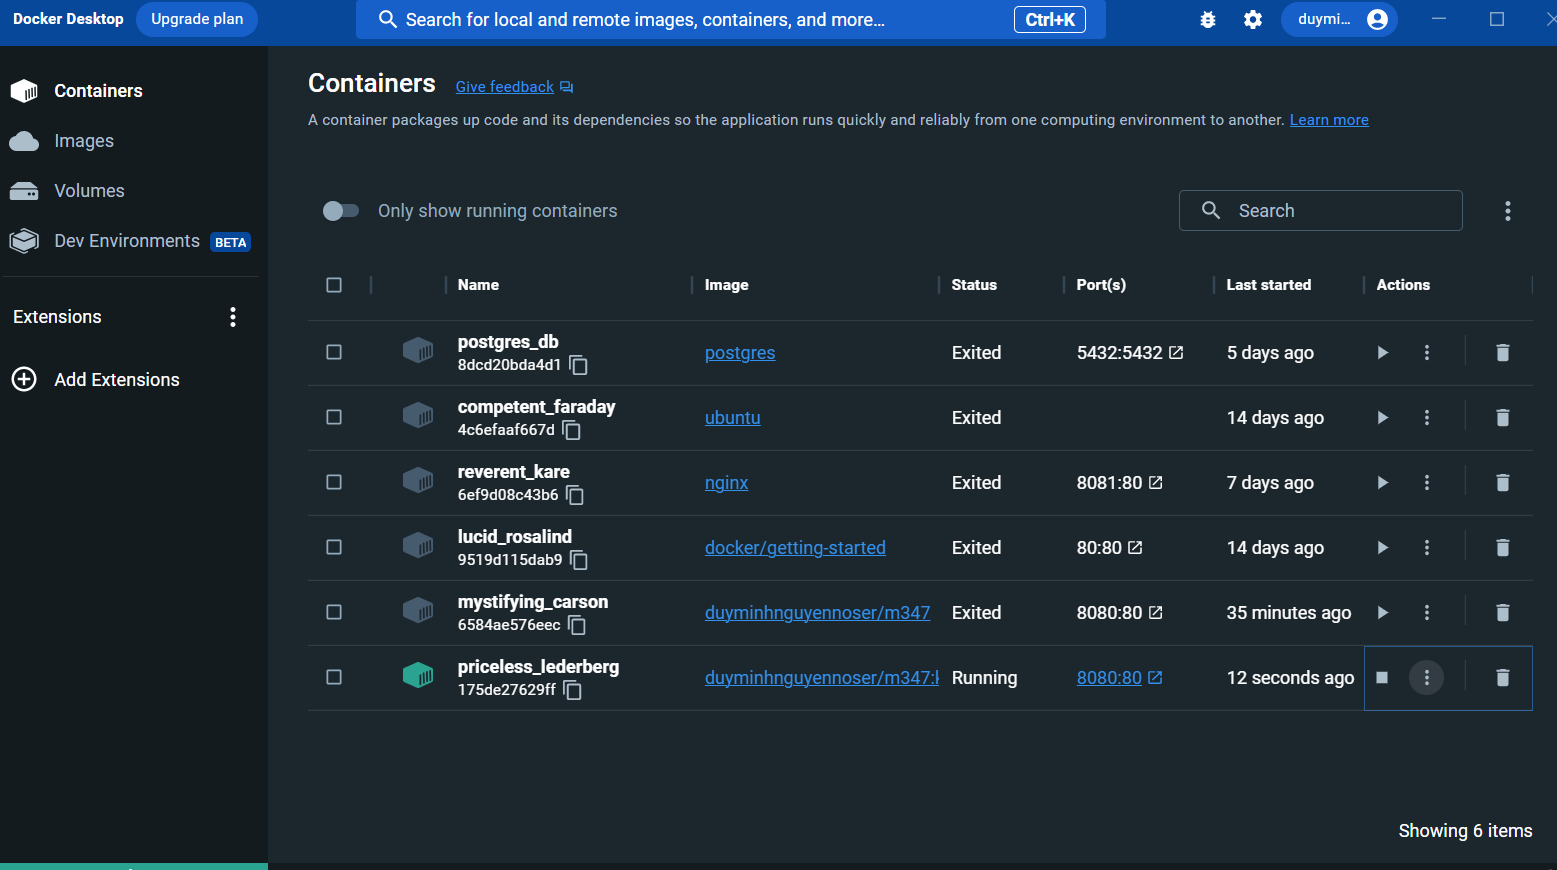 Docker Desktop Upgrade plan Search for local and remote images, containers, and more... Ctrl+K duymi...
Containers
Images
Volumes
Dev Environments BETA
Extensions
Add Extensions
Containers Give feedback
A container packages up code and its dependencies so the application runs quickly and reliably from one computing environment to another. Learn more
Only show running containers Search
Name Image Status Port(s) Last started Actions
postgres_db
8dcd20bda4d1 postgres Exited 5432:5432 5 days ago
competent_faraday
4c6efaaf667d ubuntu Exited 14 days ago
reverent_kare
6ef9d08c43b6 nginx Exited 8081:80 7 days ago
lucid_rosalind
9519d115dab9 docker/getting-started Exited 80:80 14 days ago
mystifying_carson
6584ae576eec duyminhnguyennoser/m347 Exited 8080:80 35 minutes ago
priceless_lederberg
175de27629ff duyminhnguyennoser/m347: Running 8080:80 12 seconds ago
Showing 6 items